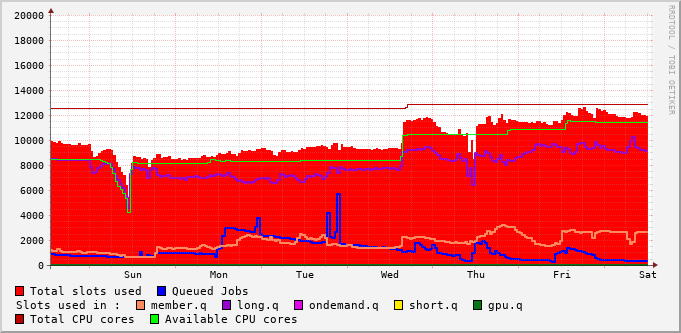 RRDTOOL / TOBI OETIKER
20000
18000
16000
14000
12000
10000
8000
6000
4000
2000
0
Sun Mon Tue Wed Thu Fri Sat
Total slots used Queued Jobs
Slots used in : member.q long.q ondemand.q short.q gpu.q
Total CPU cores Available CPU cores